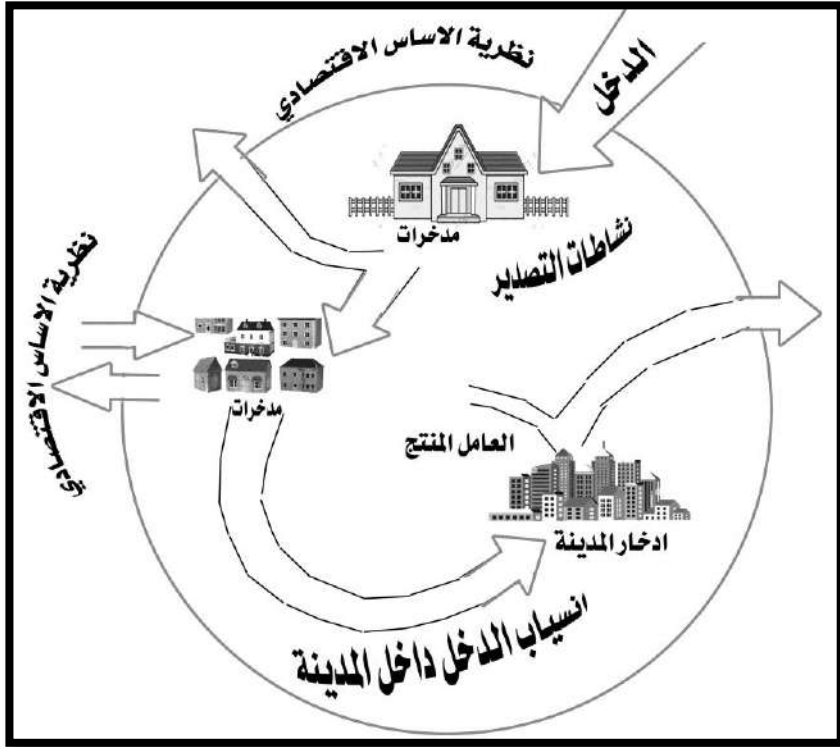 نظرية الاساس الاقتصادي
الدخل
مدخرات
نشاطات التصدير
نظرية الاساس الاقتصادي
مدخرات
العامل المنتج
ادخار المدينة
انسياب الدخل داخل المدينة